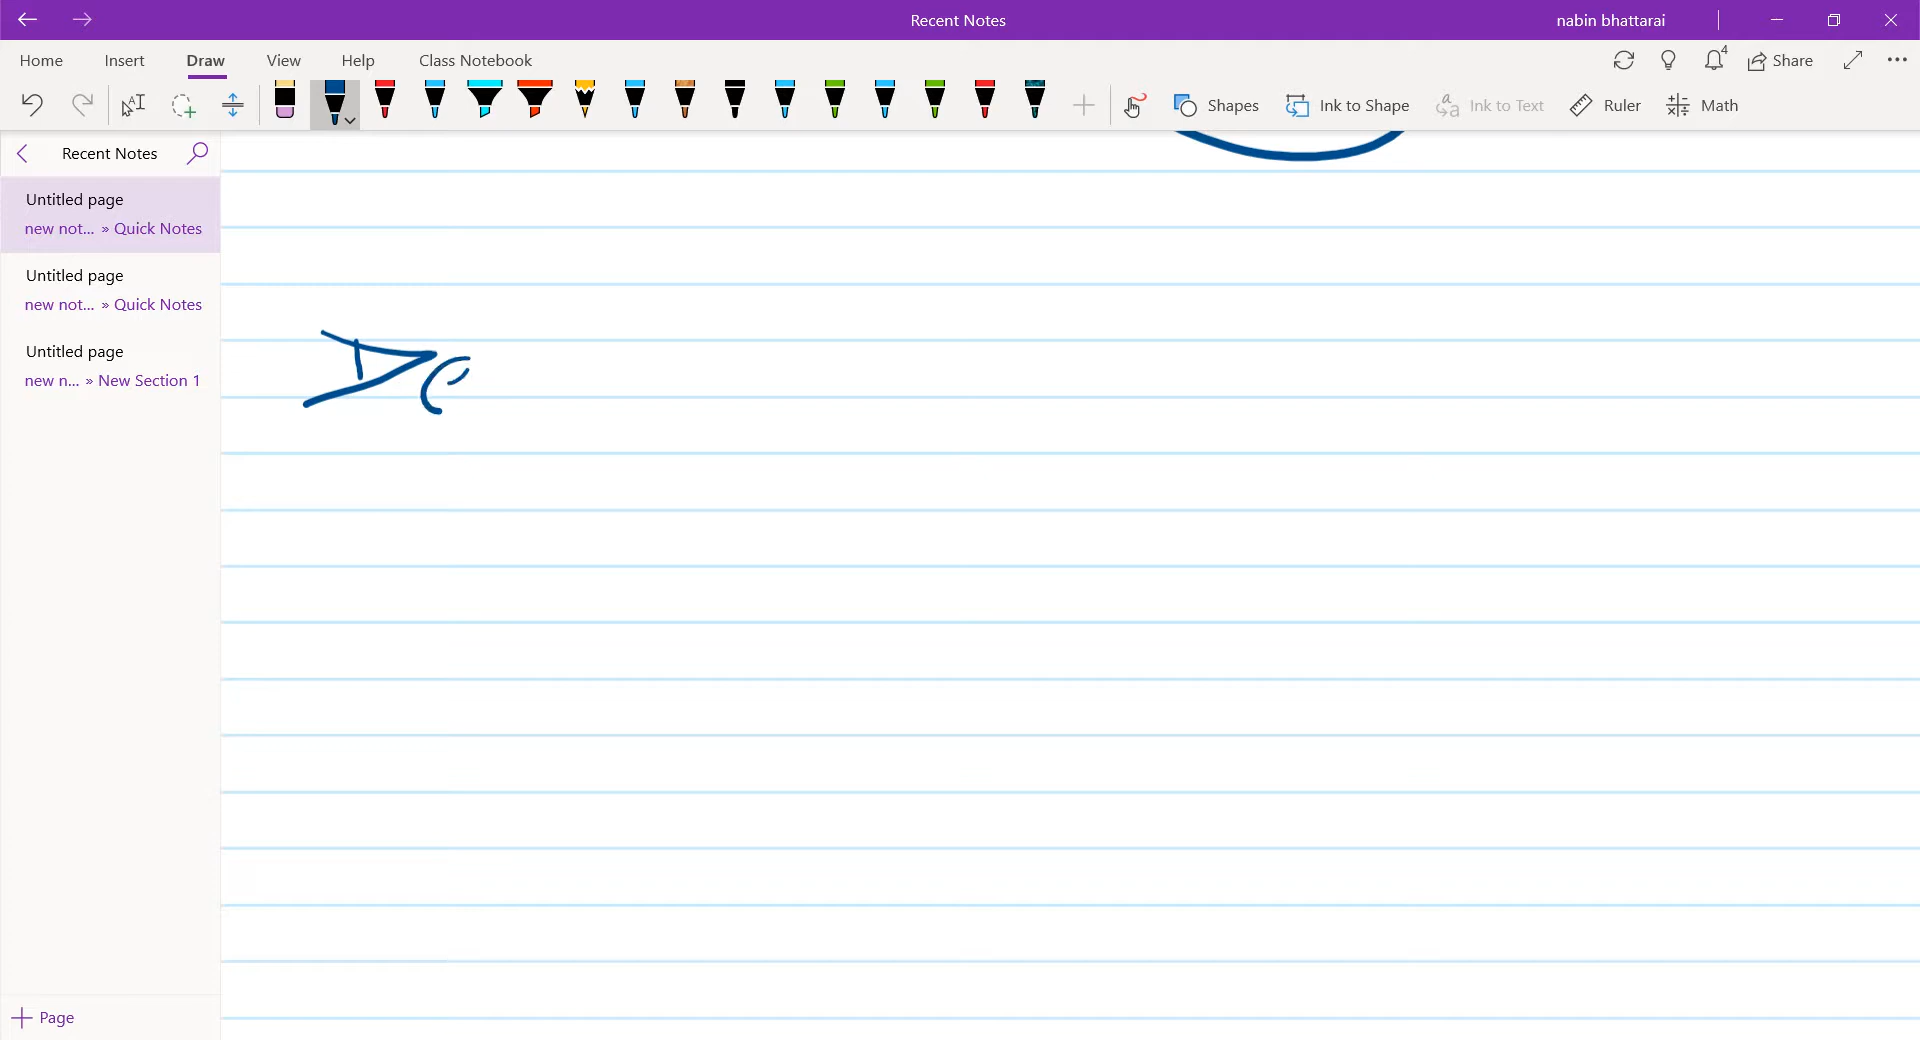 Recent Notes
nabin bhattarai
Home Insert Draw View Help Class Notebook
4
Share
Shapes Ink to Shape Ink to Text Ruler Math
Recent Notes
Untitled page
new not... » Quick Notes
Untitled page
new not... » Quick Notes
Untitled page
new n... » New Section 1
Page